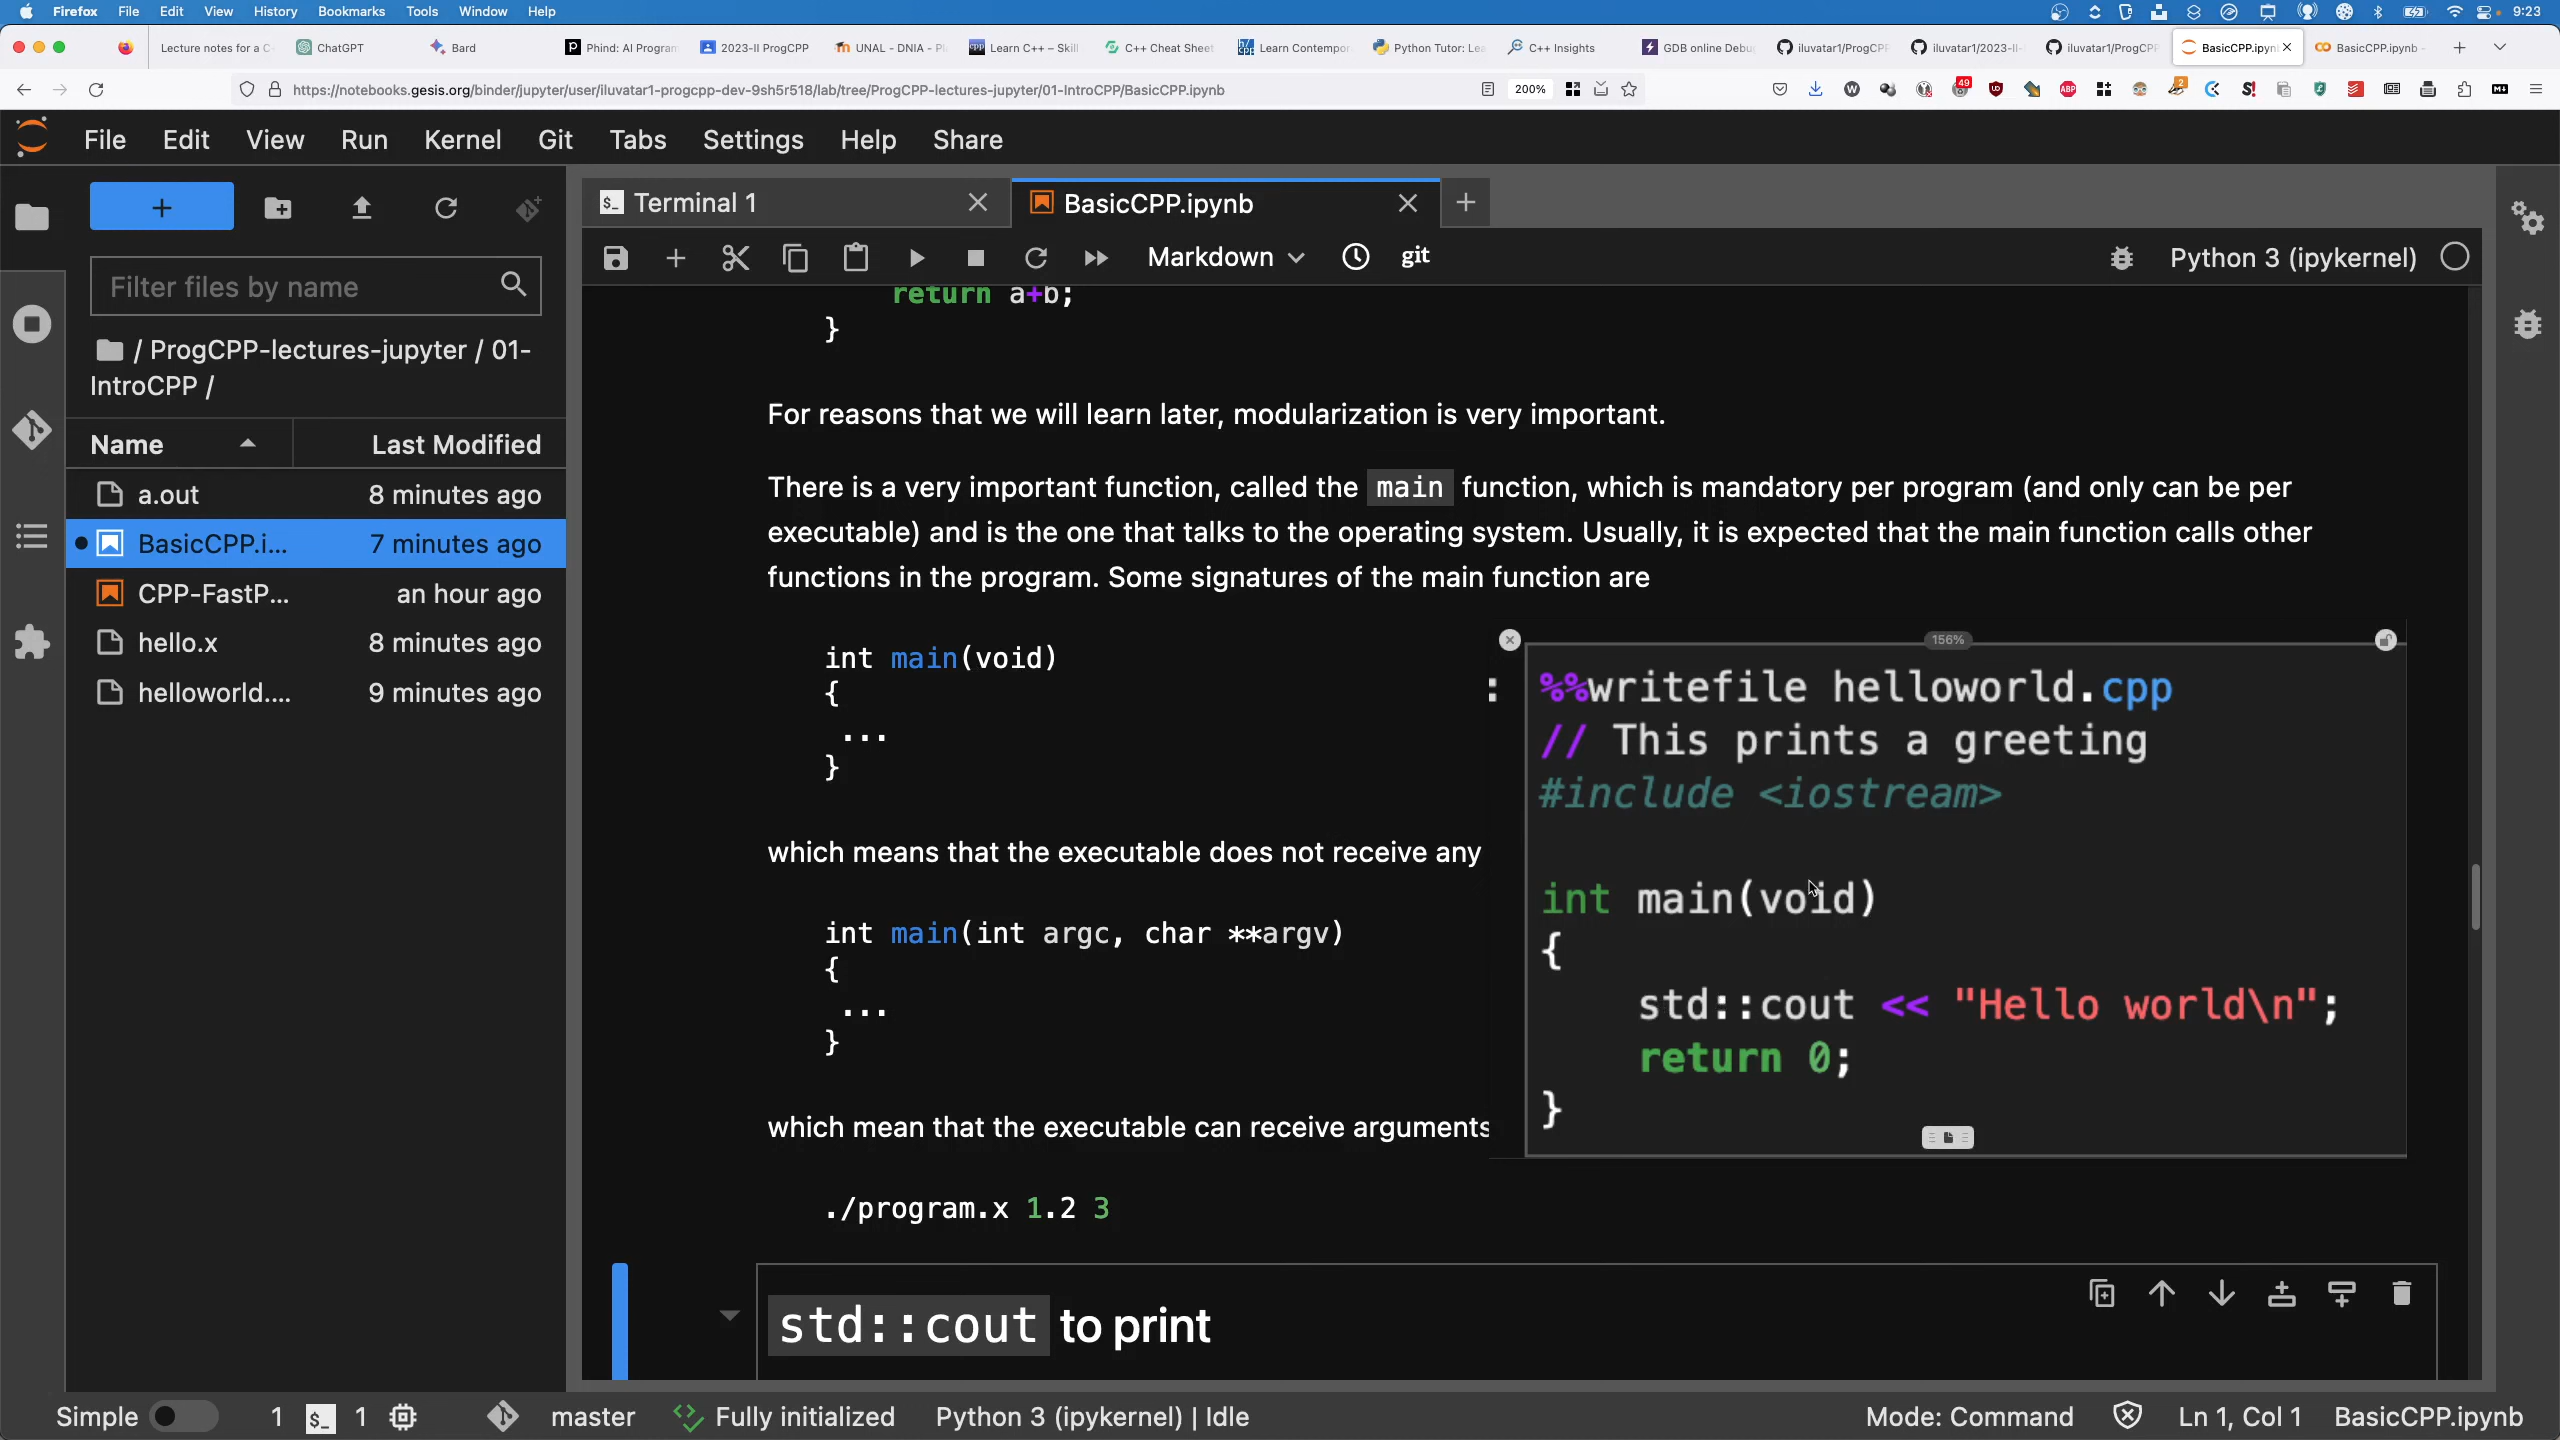 Firefox File Edit View History Bookmarks Tools Window Help 9:23
Lecture notes for a C
ChatGPT
Bard
Phind: AI Program
2023-II ProgCPP
UNAL - DNIA - Pl
Learn C++ – Skill
C++ Cheat Sheet
Learn Contempor
Python Tutor: Lea
C++ Insights
GDB online Debu
iluvatar1/ProgCPP
iluvatar1/2023-II-
iluvatar1/ProgCPP
BasicCPP.ipyn
BasicCPP.ipynb -
https://notebooks.gesis.org/binder/jupyter/user/iluvatar1-progcpp-dev-9sh5r518/lab/tree/ProgCPP-lectures-jupyter/01-IntroCPP/BasicCPP.ipynb
200%
49
2
ABP
File Edit View Run Kernel Git Tabs Settings Help Share
Terminal 1
BasicCPP.ipynb
Markdown
git
Python 3 (ipykernel)
Filter files by name
/ ProgCPP-lectures-jupyter / 01-
IntroCPP /
Name Last Modified
a.out 8 minutes ago
BasicCPP.i... 7 minutes ago
CPP-FastP... an hour ago
hello.x 8 minutes ago
helloworld.... 9 minutes ago
return a+b;
}
For reasons that we will learn later, modularization is very important.
There is a very important function, called the main function, which is mandatory per program (and only can be per
executable) and is the one that talks to the operating system. Usually, it is expected that the main function calls other
functions in the program. Some signatures of the main function are
int main(void)
{
...
}
which means that the executable does not receive any
int main(int argc, char **argv)
{
...
}
which mean that the executable can receive arguments
./program.x 1.2 3
156%
:
%%writefile helloworld.cpp
// This prints a greeting
#include <iostream>
int main(void)
{
std::cout << "Hello world\n";
return 0;
}
std::cout to print
Simple 1 $_ 1 master Fully initialized Python 3 (ipykernel) | Idle Mode: Command Ln 1, Col 1 BasicCPP.ipynb